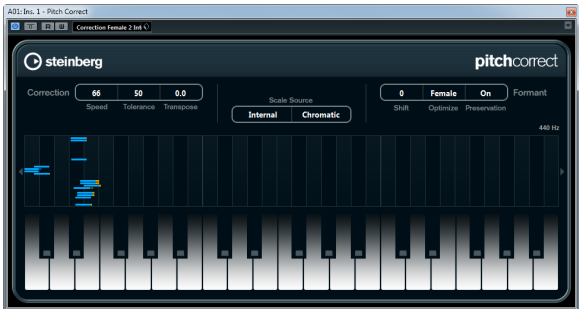 A01: Ins. 1 - Pitch Correct
R W Correction Female 2 Inf
steinberg pitchcorrect
Correction 66 50 0.0 0 Female On Formant
Speed Tolerance Transpose Scale Source Shift Optimize Preservation
Internal Chromatic
440 Hz